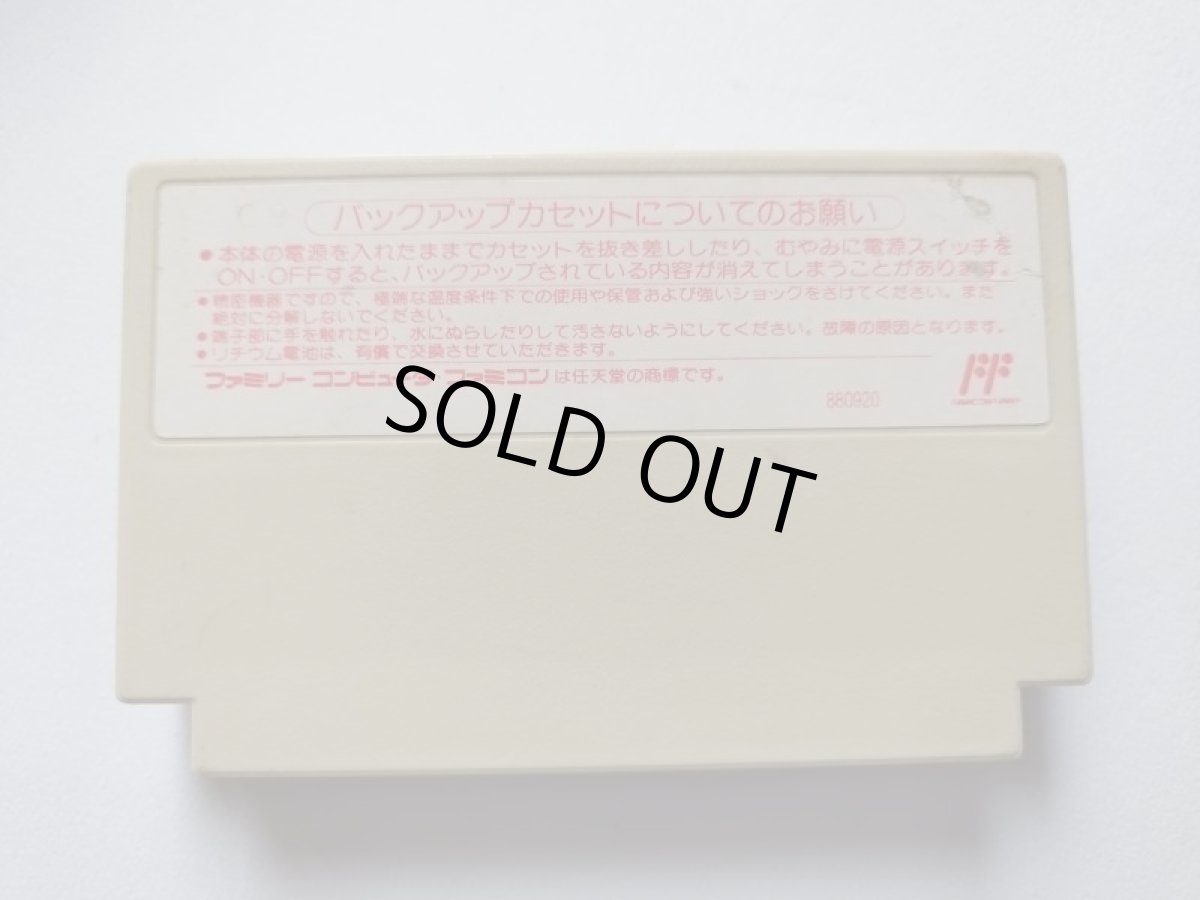 バックアップカセットについてのお願い
●本体の電源を入れたままでカセットを抜き差ししたり、むやみに電源スイッチを
ON・OFFすると、バックアップされている内容が消えてしまうことがあります。
●精密機器ですので、極端な温度条件下での使用や保管および強いショックをさけてください。また
絶対に分解しないでください。
●端子部に手を触れたり、水にぬらしたりして汚さないようにしてください。故障の原因となります。
●リチウム電池は、有償で交換させていただきます。
ファミリーコンピュータ ファミコンは任天堂の商標です。
880920
SOLD OUT